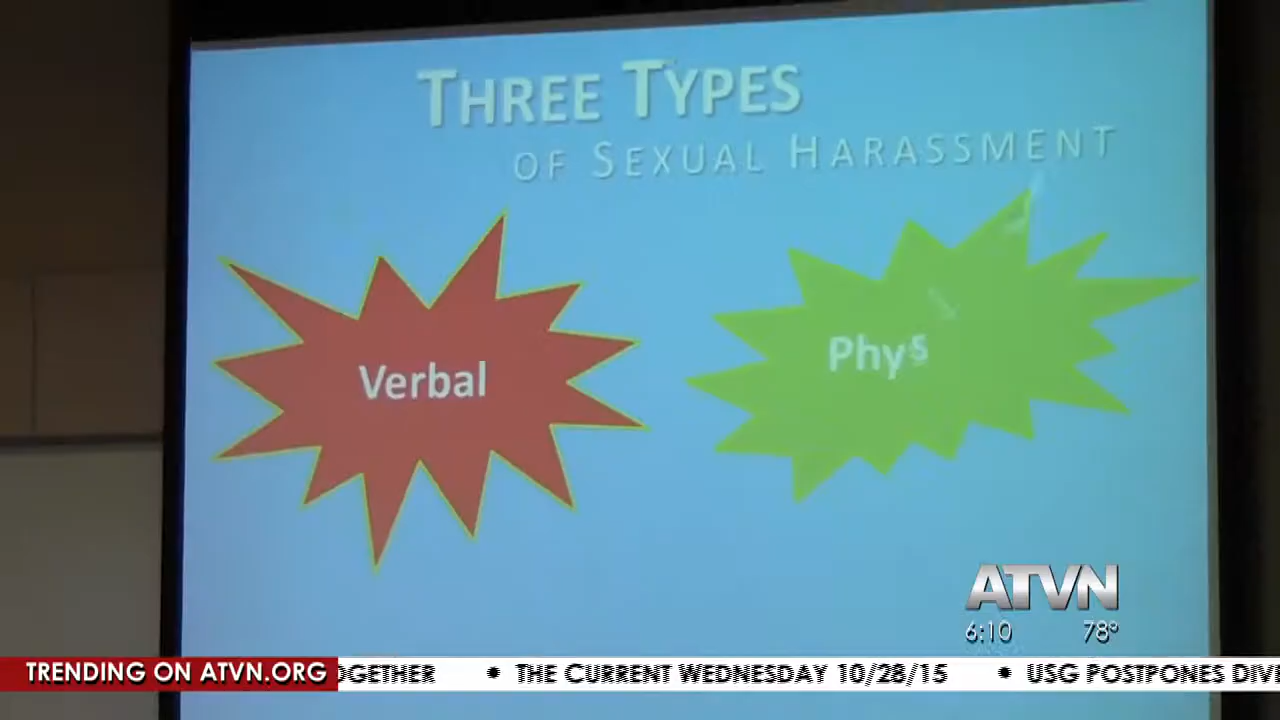 THREE TYPES
OF SEXUAL HARASSMENT
Verbal
Phys
ATVN
6:10 78°
TRENDING ON ATVN.ORG OGETHER • THE CURRENT WEDNESDAY 10/28/15 • USG POSTPONES DIVE